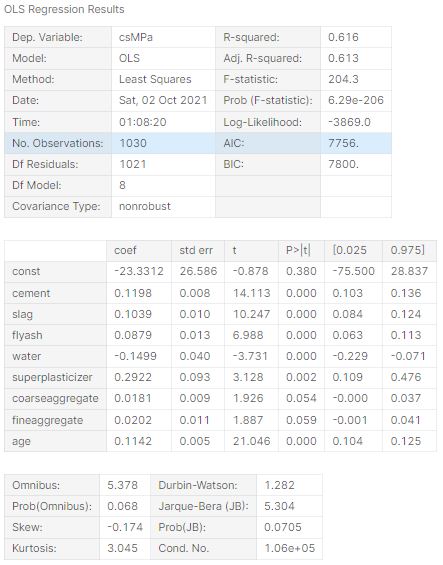 OLS Regression Results
Dep. Variable: csMPa R-squared: 0.616
Model: OLS Adj. R-squared: 0.613
Method: Least Squares F-statistic: 204.3
Date: Sat, 02 Oct 2021 Prob (F-statistic): 6.29e-206
Time: 01:08:20 Log-Likelihood: -3869.0
No. Observations: 1030 AIC: 7756.
Df Residuals: 1021 BIC: 7800.
Df Model: 8
Covariance Type: nonrobust
coef std err t P>|t| [0.025 0.975]
const -23.3312 26.586 -0.878 0.380 -75.500 28.837
cement 0.1198 0.008 14.113 0.000 0.103 0.136
slag 0.1039 0.010 10.247 0.000 0.084 0.124
flyash 0.0879 0.013 6.988 0.000 0.063 0.113
water -0.1499 0.040 -3.731 0.000 -0.229 -0.071
superplasticizer 0.2922 0.093 3.128 0.002 0.109 0.476
coarseaggregate 0.0181 0.009 1.926 0.054 -0.000 0.037
fineaggregate 0.0202 0.011 1.887 0.059 -0.001 0.041
age 0.1142 0.005 21.046 0.000 0.104 0.125
Omnibus: 5.378 Durbin-Watson: 1.282
Prob(Omnibus): 0.068 Jarque-Bera (JB): 5.304
Skew: -0.174 Prob(JB): 0.0705
Kurtosis: 3.045 Cond. No. 1.06e+05